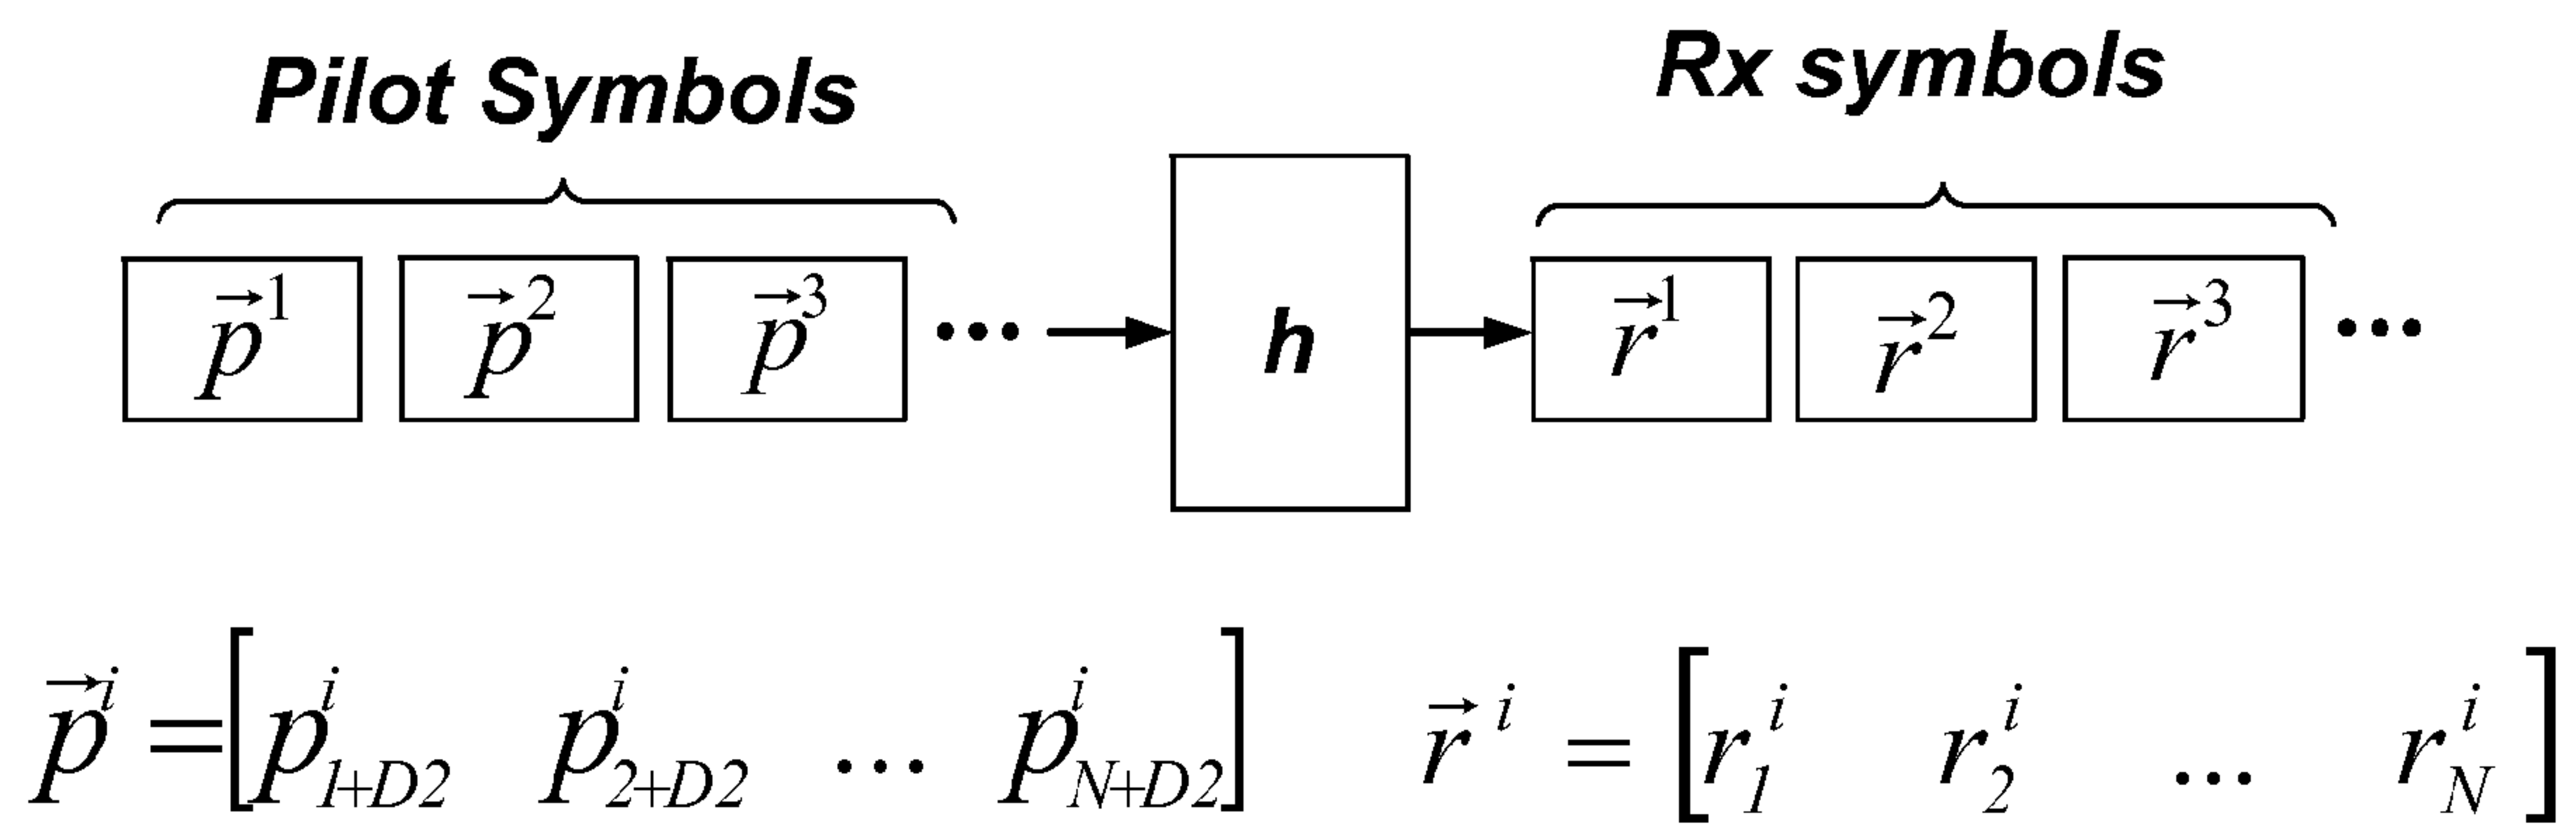 Pilot Symbols
Rx symbols
p⃗¹ p⃗² p⃗³ ... h r⃗¹ r⃗² r⃗³ ...
p⃗ⁱ = [pⁱ₁₊D2 pⁱ₂₊D2 ... pⁱN+D2] r⃗ⁱ = [rⁱ₁ rⁱ₂ ... rⁱN]